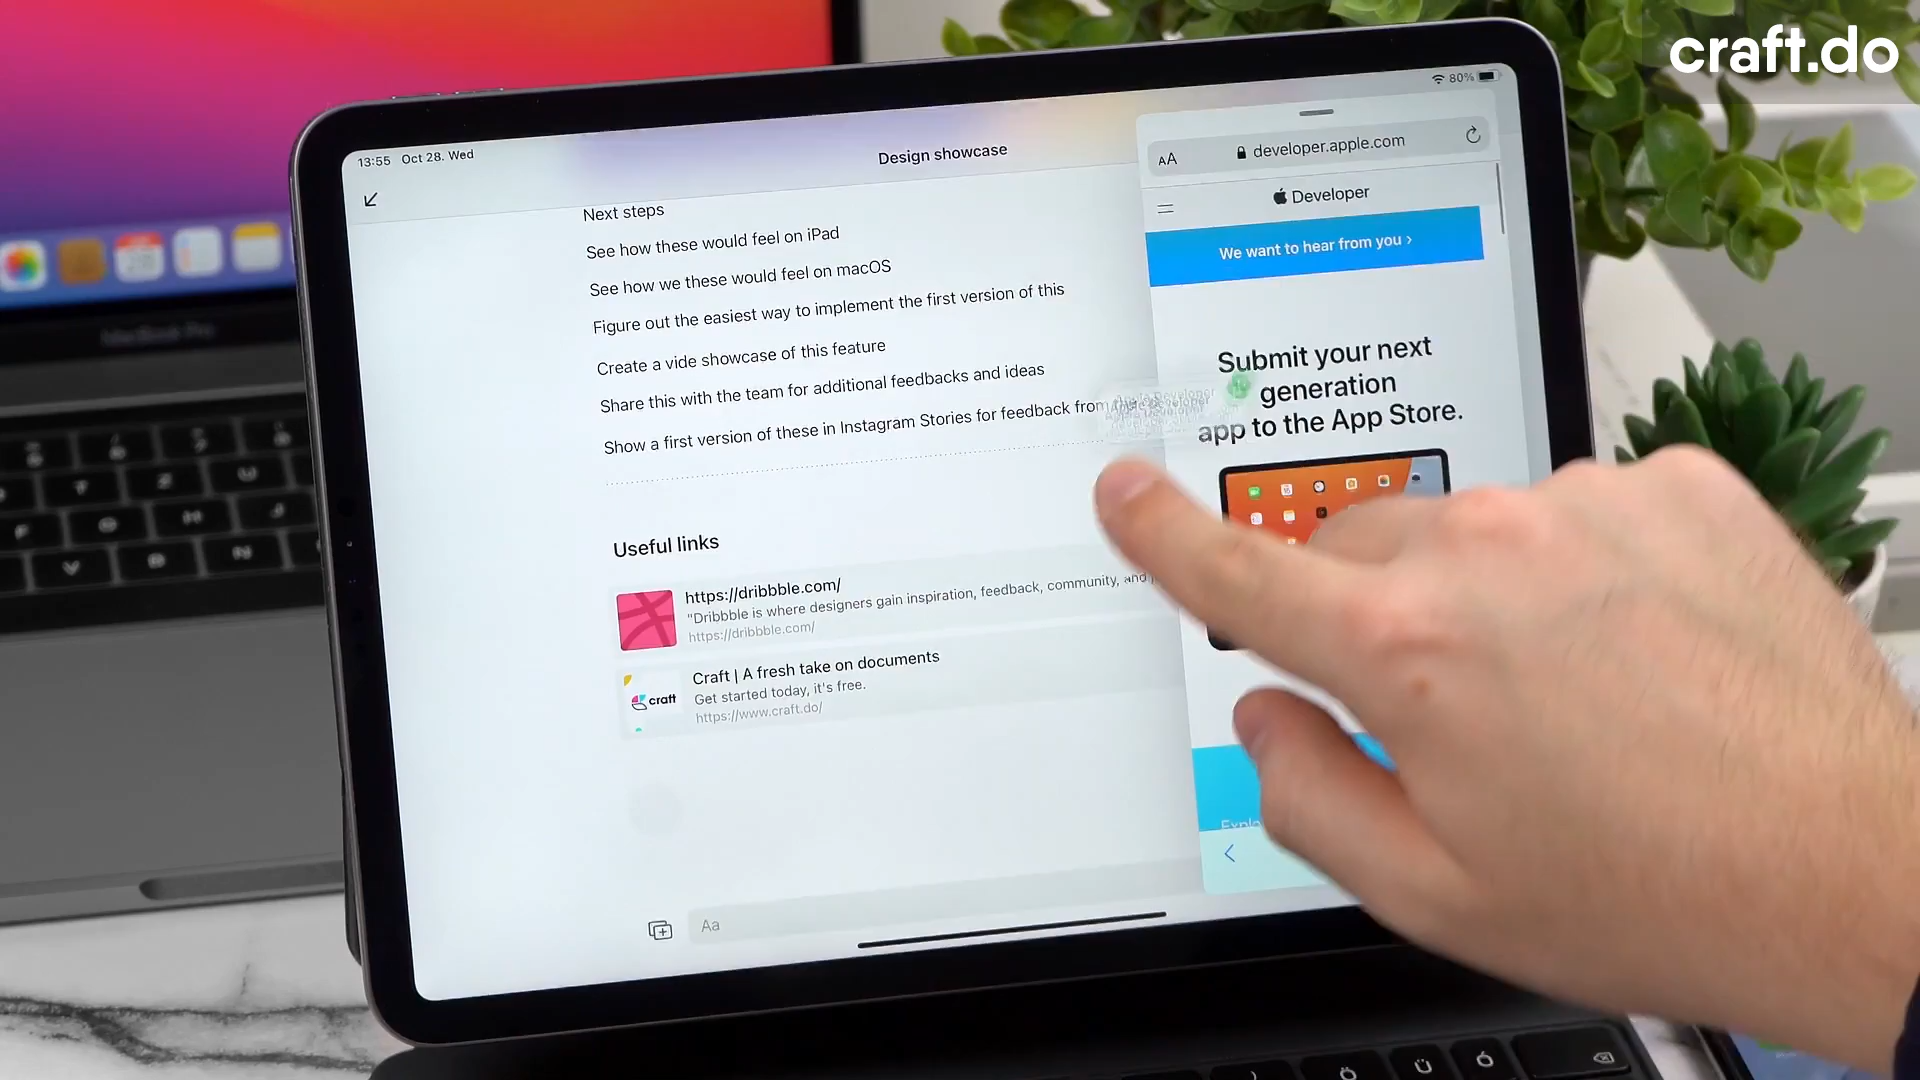 craft.do
80%
13:55 Oct 28. Wed
Design showcase
AA developer.apple.com
Developer
We want to hear from you ›
Next steps
See how these would feel on iPad
See how we these would feel on macOS
Figure out the easiest way to implement the first version of this
Create a vide showcase of this feature
Share this with the team for additional feedbacks and ideas
Show a first version of these in Instagram Stories for feedback from
Submit your next
generation
app to the App Store.
Useful links
https://dribbble.com/
"Dribbble is where designers gain inspiration, feedback, community, and
https://dribbble.com/
Craft | A fresh take on documents
craft
Get started today, it's free.
https://www.craft.do/
Aa
MacBook Pro